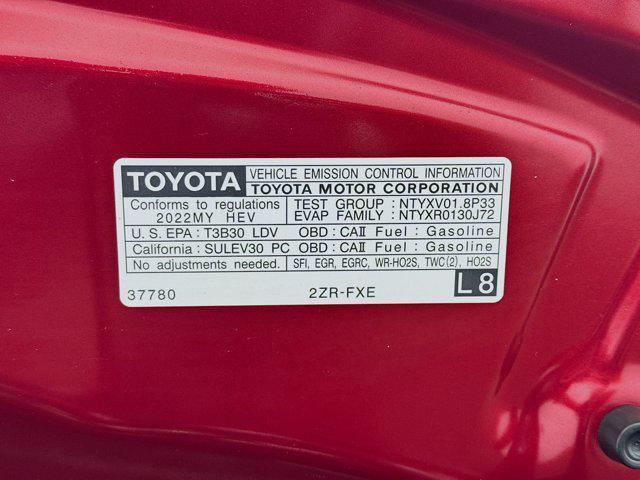 TOYOTA VEHICLE EMISSION CONTROL INFORMATION
TOYOTA MOTOR CORPORATION
Conforms to regulations TEST GROUP : NTYXV01.8P33
2022MY HEV EVAP FAMILY : NTYXR0130J72
U.S. EPA : T3B30 LDV OBD : CAII Fuel : Gasoline
California : SULEV30 PC OBD : CAII Fuel : Gasoline
No adjustments needed. SFI, EGR, EGRC, WR-HO2S, TWC(2), HO2S
37780 2ZR-FXE L8